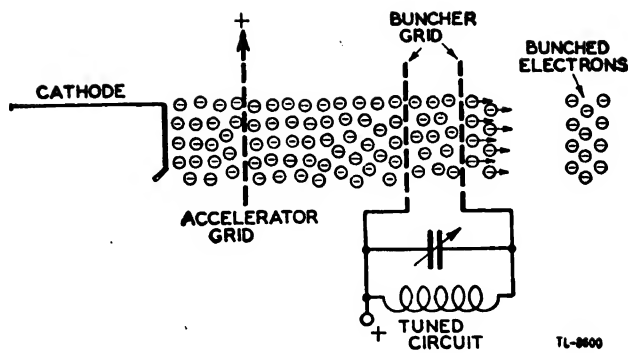 +
BUNCHER
GRID
BUNCHED
ELECTRONS
CATHODE
ACCELERATOR
GRID
+
TUNED
CIRCUIT
TL-8600